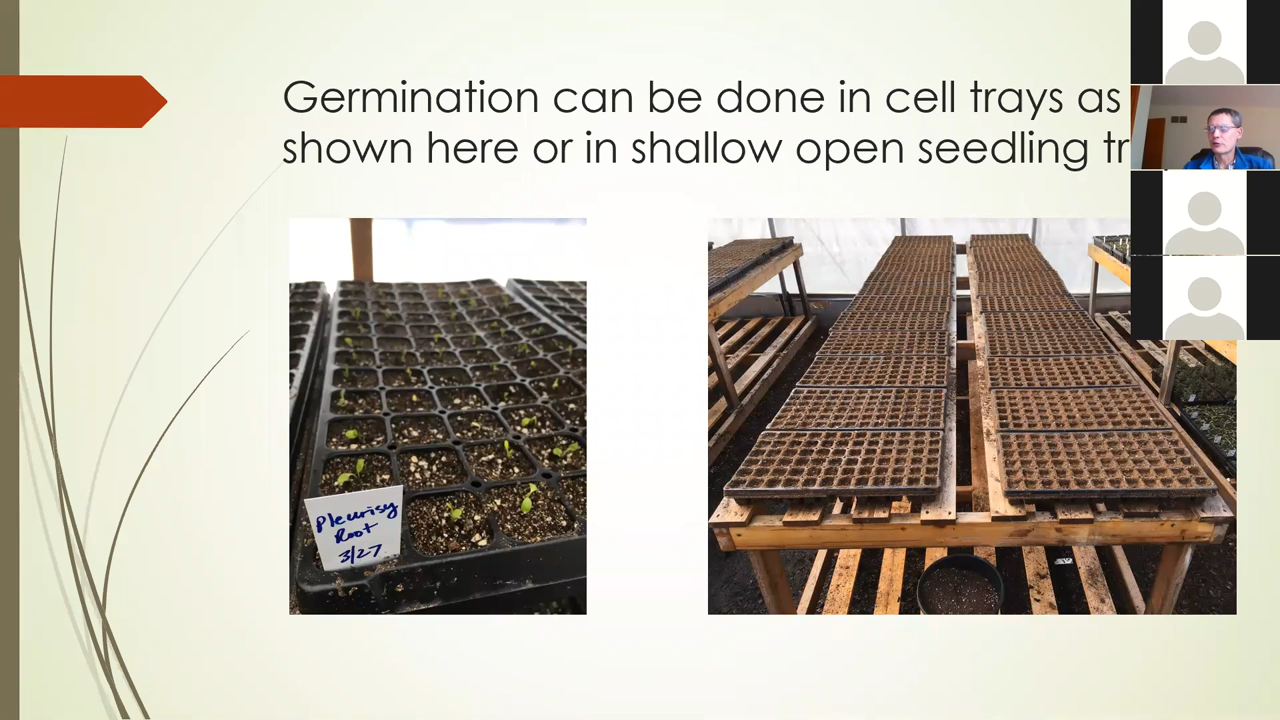 Germination can be done in cell trays as
shown here or in shallow open seedling tr
Pleurisy
Root
3/27